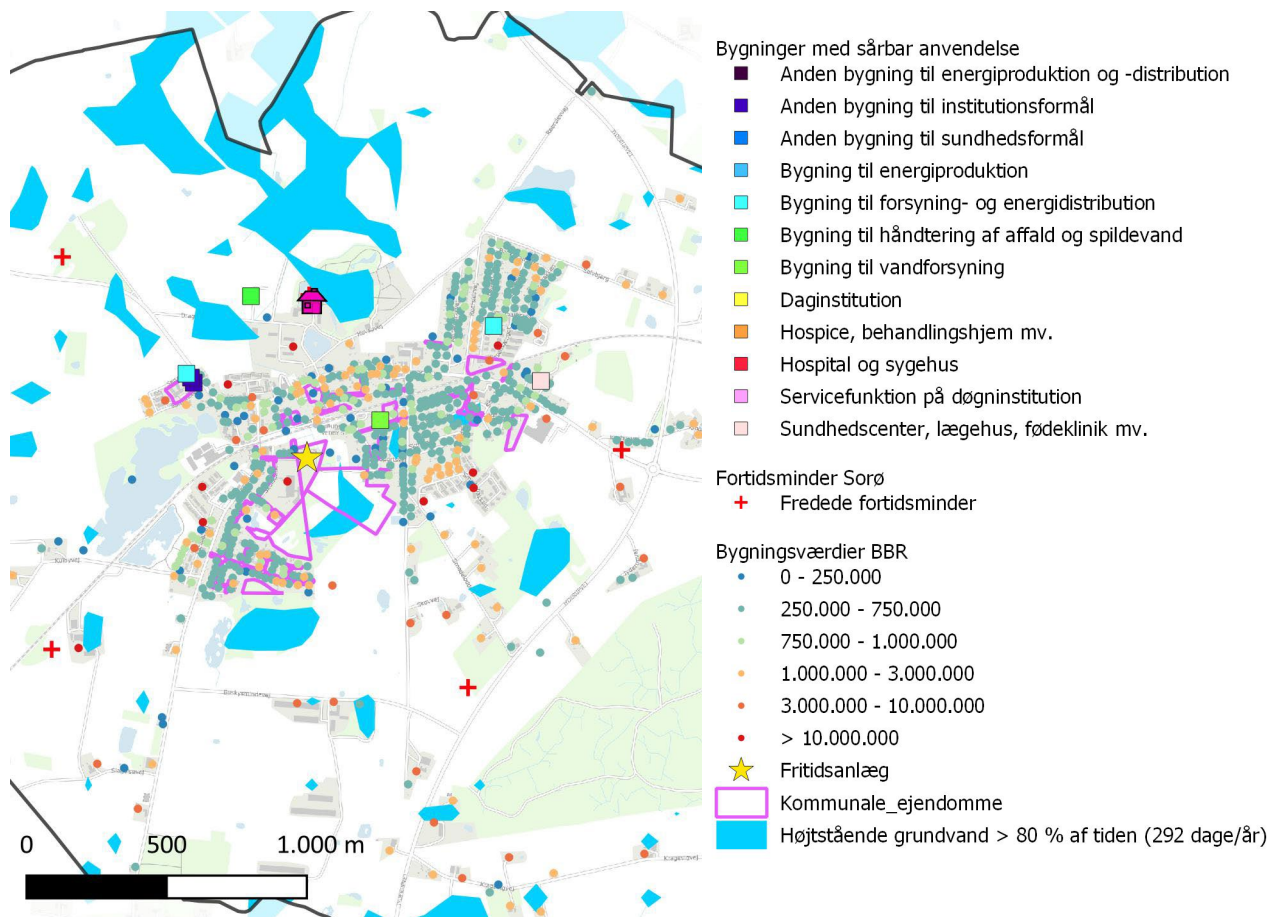 Bygninger med sårbar anvendelse
Anden bygning til energiproduktion og -distribution
Anden bygning til institutionsformål
Anden bygning til sundhedsformål
Bygning til energiproduktion
Bygning til forsyning- og energidistribution
Bygning til håndtering af affald og spildevand
Bygning til vandforsyning
Daginstitution
Hospice, behandlingshjem mv.
Hospital og sygehus
Servicefunktion på døgninstitution
Sundhedscenter, lægehus, fødeklinik mv.
Fortidsminder Sorø
Fredede fortidsminder
Bygningsværdier BBR
0 - 250.000
250.000 - 750.000
750.000 - 1.000.000
1.000.000 - 3.000.000
3.000.000 - 10.000.000
> 10.000.000
Fritidsanlæg
Kommunale_ejendomme
Højtstående grundvand > 80 % af tiden (292 dage/år)
0 500 1.000 m